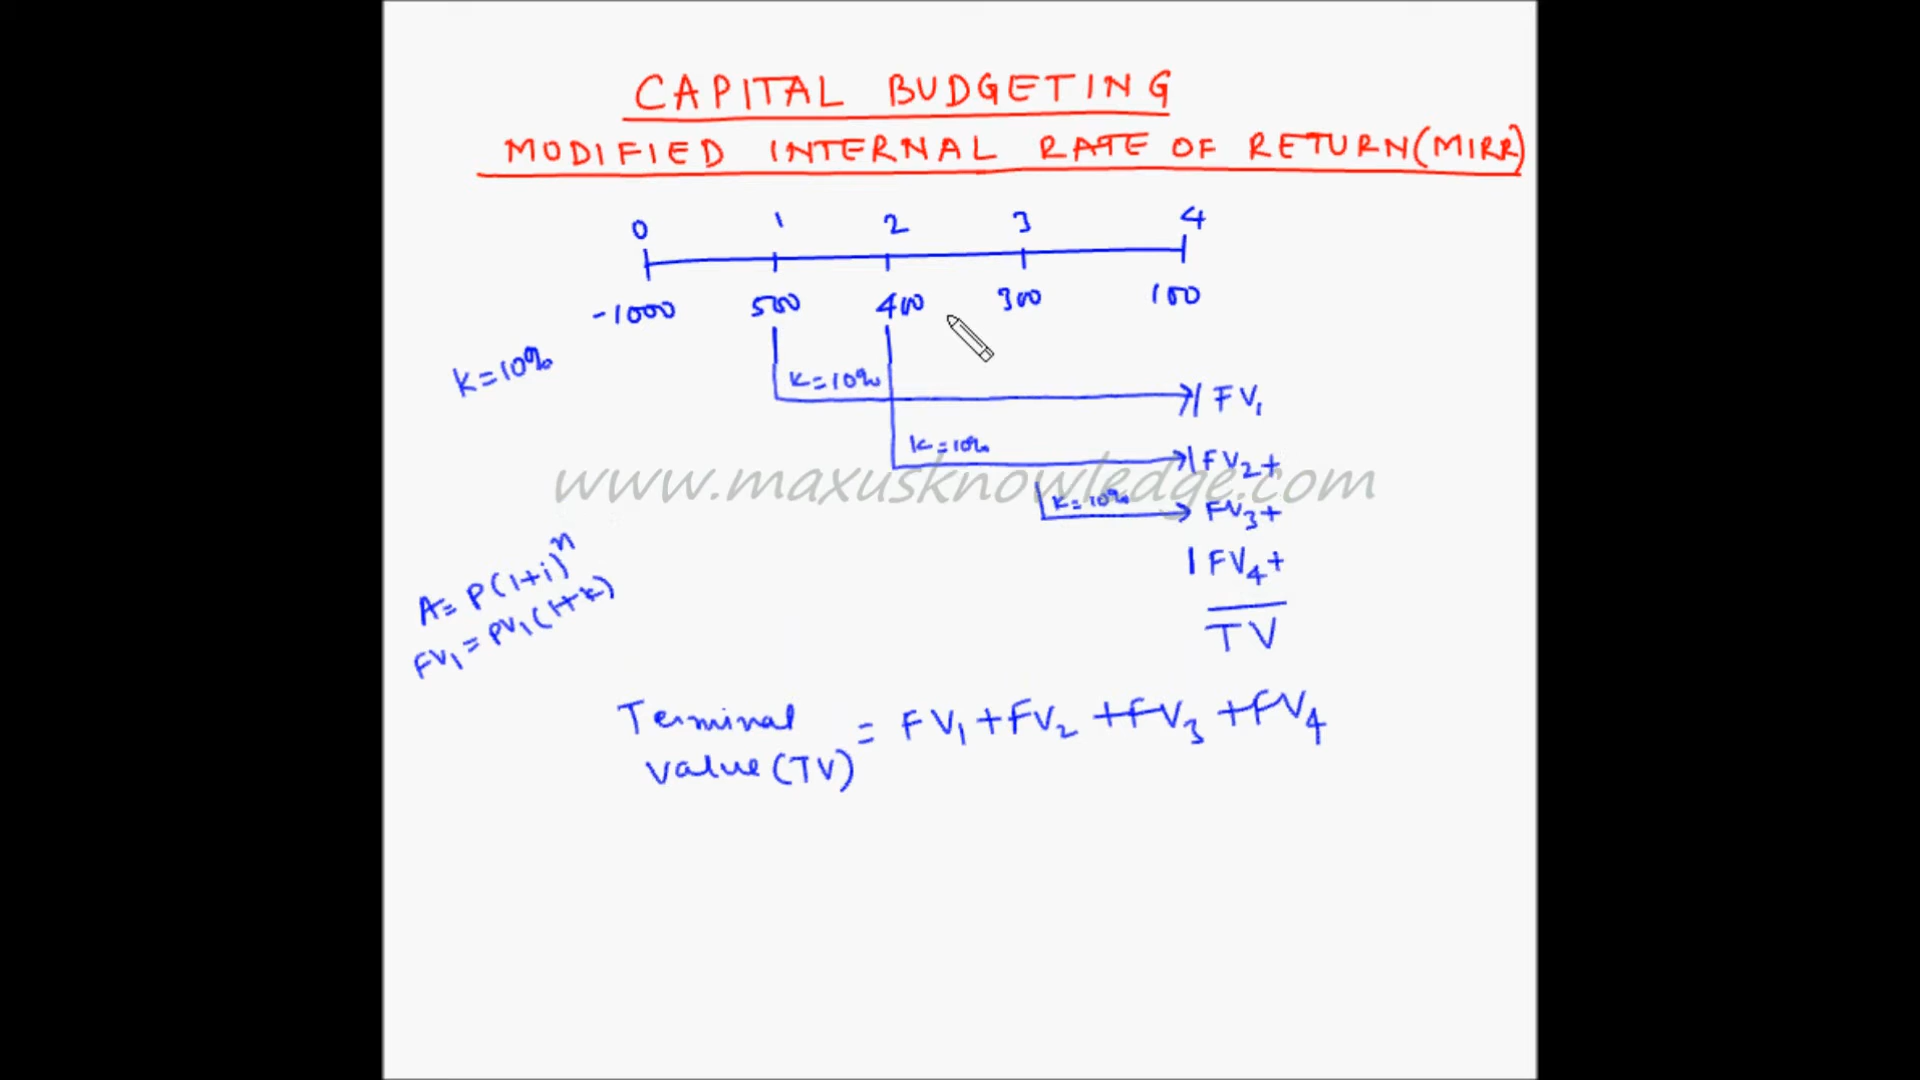 CAPITAL BUDGETING
MODIFIED INTERNAL RATE OF RETURN(MIRR)
0 1 2 3 4
-1000 500 400 300 100
K=10%
K=10% FV1
K=10% FV2+
www.maxusknowledge.com
K=10% FV3+
FV4+
TV
A=P(1+i)^n
FV1=PV1(1+K)
Terminal value(TV) = FV1+FV2+FV3+FV4